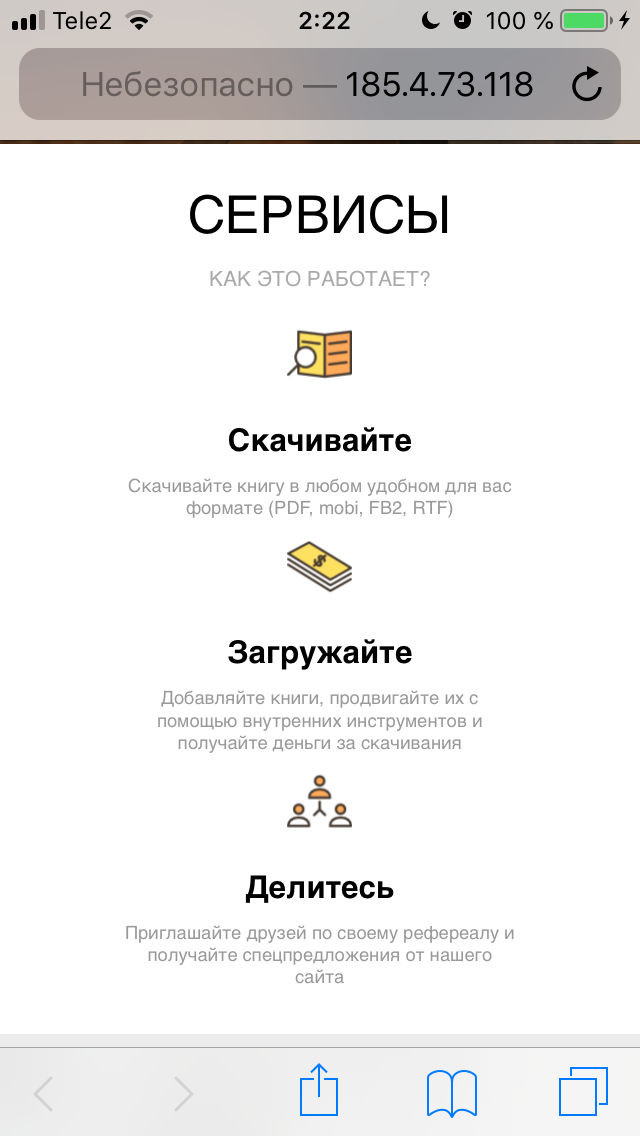 Tele2 2:22 100 %
Небезопасно — 185.4.73.118
СЕРВИСЫ
КАК ЭТО РАБОТАЕТ?
Скачивайте
Скачивайте книгу в любом удобном для вас
формате (PDF, mobi, FB2, RTF)
$
Загружайте
Добавляйте книги, продвигайте их с
помощью внутренних инструментов и
получайте деньги за скачивания
Делитесь
Приглашайте друзей по своему рефереалу и
получайте спецпредложения от нашего
сайта